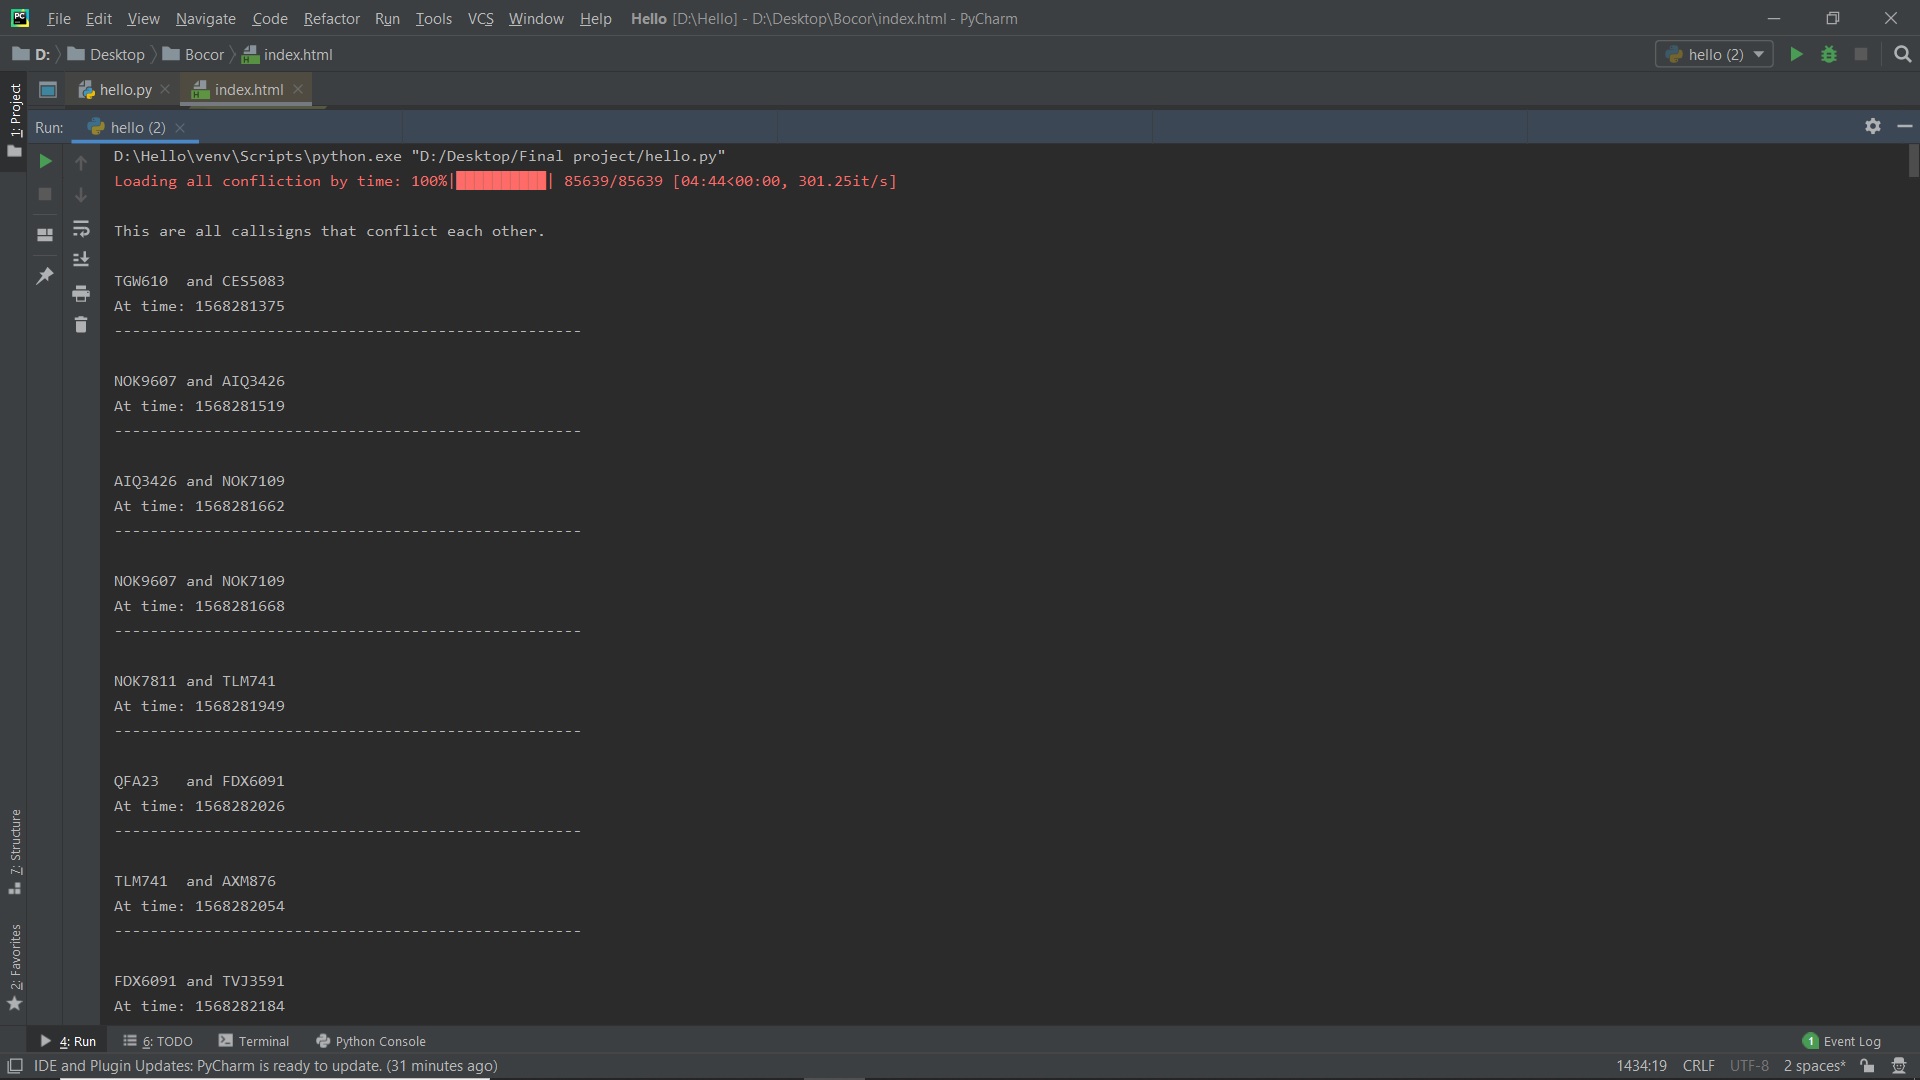 File Edit View Navigate Code Refactor Run Tools VCS Window Help Hello [D:\Hello] - D:\Desktop\Bocor\index.html - PyCharm
D: Desktop Bocor index.html hello (2)
hello.py index.html
1: Project
Run: hello (2)
D:\Hello\venv\Scripts\python.exe "D:/Desktop/Final project/hello.py"
Loading all confliction by time: 100%|██████████| 85639/85639 [04:44<00:00, 301.25it/s]
This are all callsigns that conflict each other.
TGW610  and CES5083
At time: 1568281375
----------------------------------------------------
NOK9607 and AIQ3426
At time: 1568281519
----------------------------------------------------
AIQ3426 and NOK7109
At time: 1568281662
----------------------------------------------------
NOK9607 and NOK7109
At time: 1568281668
----------------------------------------------------
NOK7811 and TLM741
At time: 1568281949
----------------------------------------------------
QFA23   and FDX6091
At time: 1568282026
----------------------------------------------------
TLM741  and AXM876
At time: 1568282054
----------------------------------------------------
FDX6091 and TVJ3591
At time: 1568282184
7: Structure
2: Favorites
4: Run 6: TODO Terminal Python Console 1 Event Log
IDE and Plugin Updates: PyCharm is ready to update. (31 minutes ago) 1434:19 CRLF UTF-8 2 spaces*